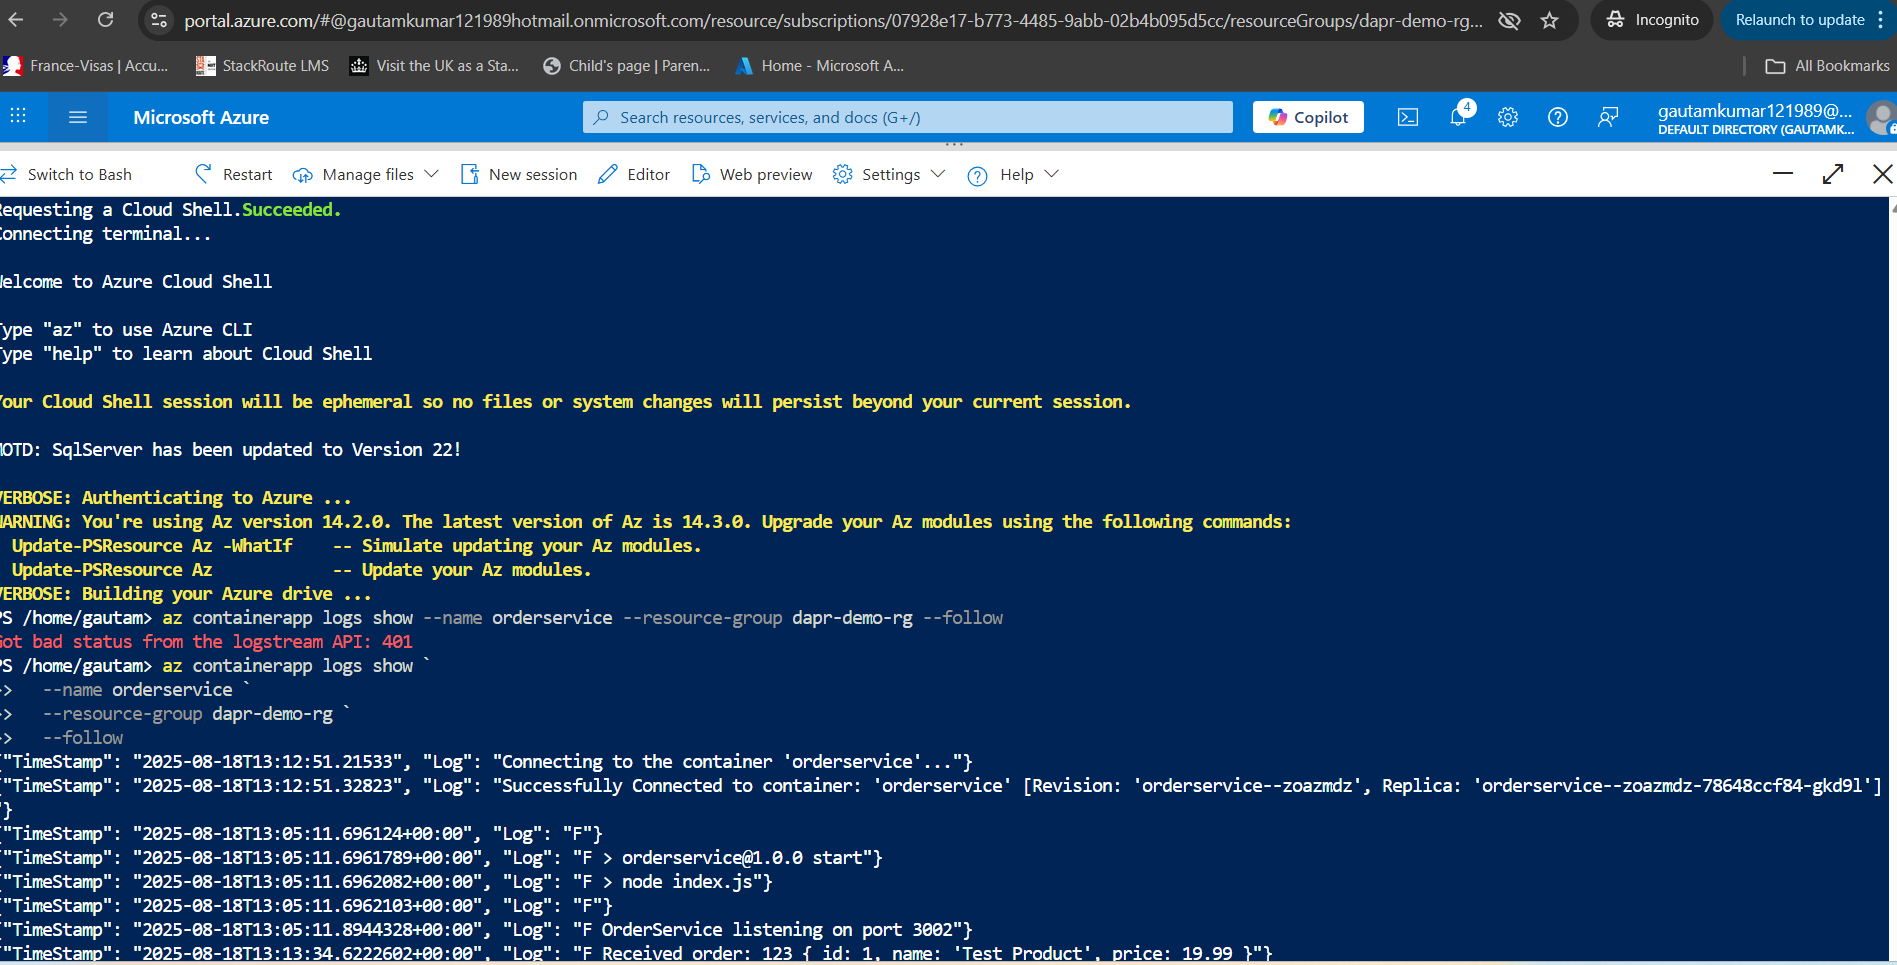 portal.azure.com/#@gautamkumar121989hotmail.onmicrosoft.com/resource/subscriptions/07928e17-b773-4485-9abb-02b4b095d5cc/resourceGroups/dapr-demo-rg...
Incognito
Relaunch to update
France-Visas | Accu...
StackRoute LMS
Visit the UK as a Sta...
Child's page | Paren...
Home - Microsoft A...
All Bookmarks
Microsoft Azure
Search resources, services, and docs (G+/)
Copilot
4
gautamkumar121989@...
DEFAULT DIRECTORY (GAUTAMK...
Switch to Bash
Restart
Manage files
New session
Editor
Web preview
Settings
Help
equesting a Cloud Shell.Succeeded.
onnecting terminal...
elcome to Azure Cloud Shell
ype "az" to use Azure CLI
ype "help" to learn about Cloud Shell
our Cloud Shell session will be ephemeral so no files or system changes will persist beyond your current session.
OTD: SqlServer has been updated to Version 22!
ERBOSE: Authenticating to Azure ...
ARNING: You're using Az version 14.2.0. The latest version of Az is 14.3.0. Upgrade your Az modules using the following commands:
Update-PSResource Az -WhatIf    -- Simulate updating your Az modules.
Update-PSResource Az            -- Update your Az modules.
ERBOSE: Building your Azure drive ...
PS /home/gautam> az containerapp logs show --name orderservice --resource-group dapr-demo-rg --follow
Got bad status from the logstream API: 401
PS /home/gautam> az containerapp logs show `
>>   --name orderservice `
>>   --resource-group dapr-demo-rg `
>>   --follow
{"TimeStamp": "2025-08-18T13:12:51.21533", "Log": "Connecting to the container 'orderservice'..."}
{"TimeStamp": "2025-08-18T13:12:51.32823", "Log": "Successfully Connected to container: 'orderservice' [Revision: 'orderservice--zoazmdz', Replica: 'orderservice--zoazmdz-78648ccf84-gkd9l']
"}
{"TimeStamp": "2025-08-18T13:05:11.696124+00:00", "Log": "F"}
{"TimeStamp": "2025-08-18T13:05:11.6961789+00:00", "Log": "F > orderservice@1.0.0 start"}
{"TimeStamp": "2025-08-18T13:05:11.6962082+00:00", "Log": "F > node index.js"}
{"TimeStamp": "2025-08-18T13:05:11.6962103+00:00", "Log": "F"}
{"TimeStamp": "2025-08-18T13:05:11.8944328+00:00", "Log": "F OrderService listening on port 3002"}
{"TimeStamp": "2025-08-18T13:13:34.6222602+00:00", "Log": "F Received order: 123 { id: 1, name: 'Test Product', price: 19.99 }"}